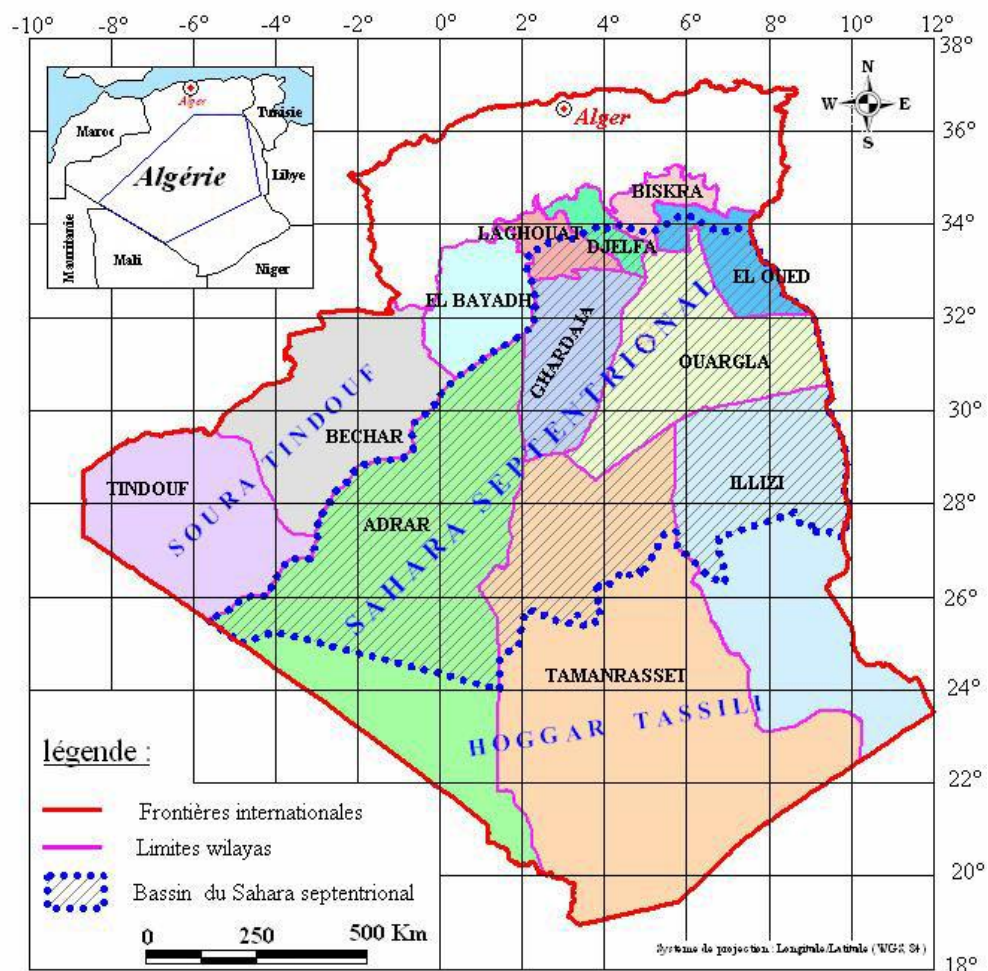 -10° -8° -6° -4° -2° 0° 2° 4° 6° 8° 10° 12°
38°
36°
34°
32°
30°
28°
26°
24°
22°
20°
18°
Alger
Maroc
Tunisie
Algérie
Libye
Mauritanie
Mali
Niger
N
W E
S
Alger
BISKRA
LAGHOUAT
DJELFA
EL OUED
EL BAYADH
GHARDAIA
OUARGLA
BECHAR
TINDOUF
ILLIZI
ADRAR
TAMANRASSET
SOURA TINDOUF
SAHARA SEPTENTRIONAL
HOGGAR TASSILI
légende :
Frontières internationales
Limites wilayas
Bassin du Sahara septentrional
0 250 500 Km
Systeme de projection : Longitude/Latitude (WGS 84)